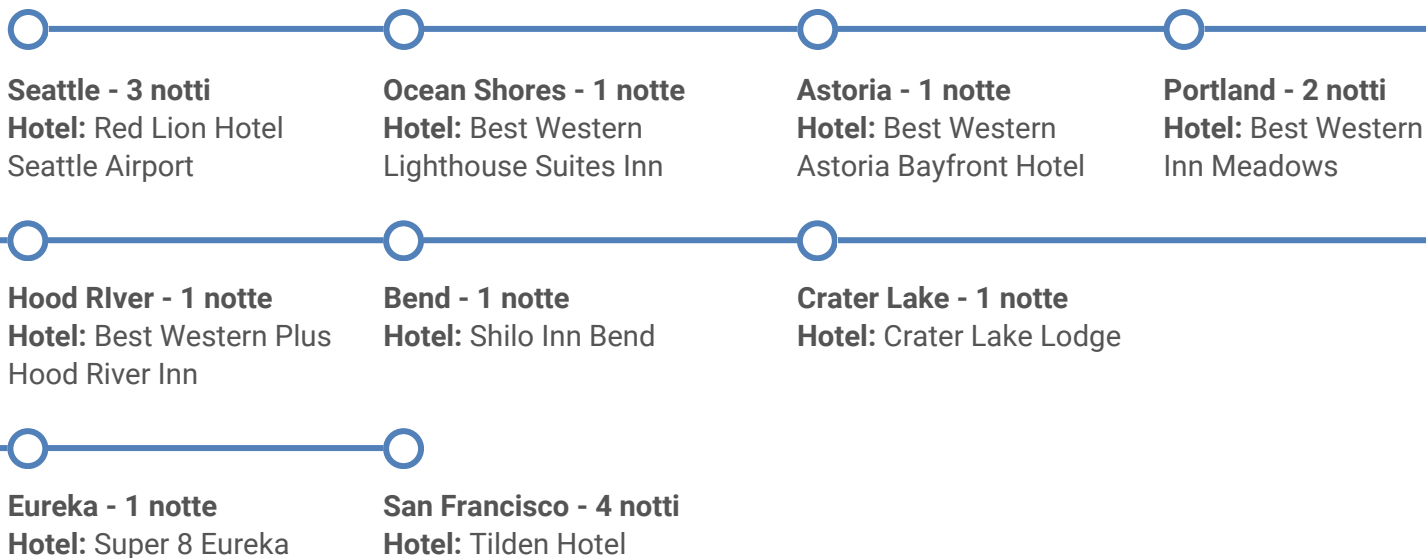 Seattle - 3 notti
Hotel: Red Lion Hotel
Seattle Airport
Ocean Shores - 1 notte
Hotel: Best Western
Lighthouse Suites Inn
Astoria - 1 notte
Hotel: Best Western
Astoria Bayfront Hotel
Portland - 2 notti
Hotel: Best Western
Inn Meadows
Hood RIver - 1 notte
Hotel: Best Western Plus
Hood River Inn
Bend - 1 notte
Hotel: Shilo Inn Bend
Crater Lake - 1 notte
Hotel: Crater Lake Lodge
Eureka - 1 notte
Hotel: Super 8 Eureka
San Francisco - 4 notti
Hotel: Tilden Hotel